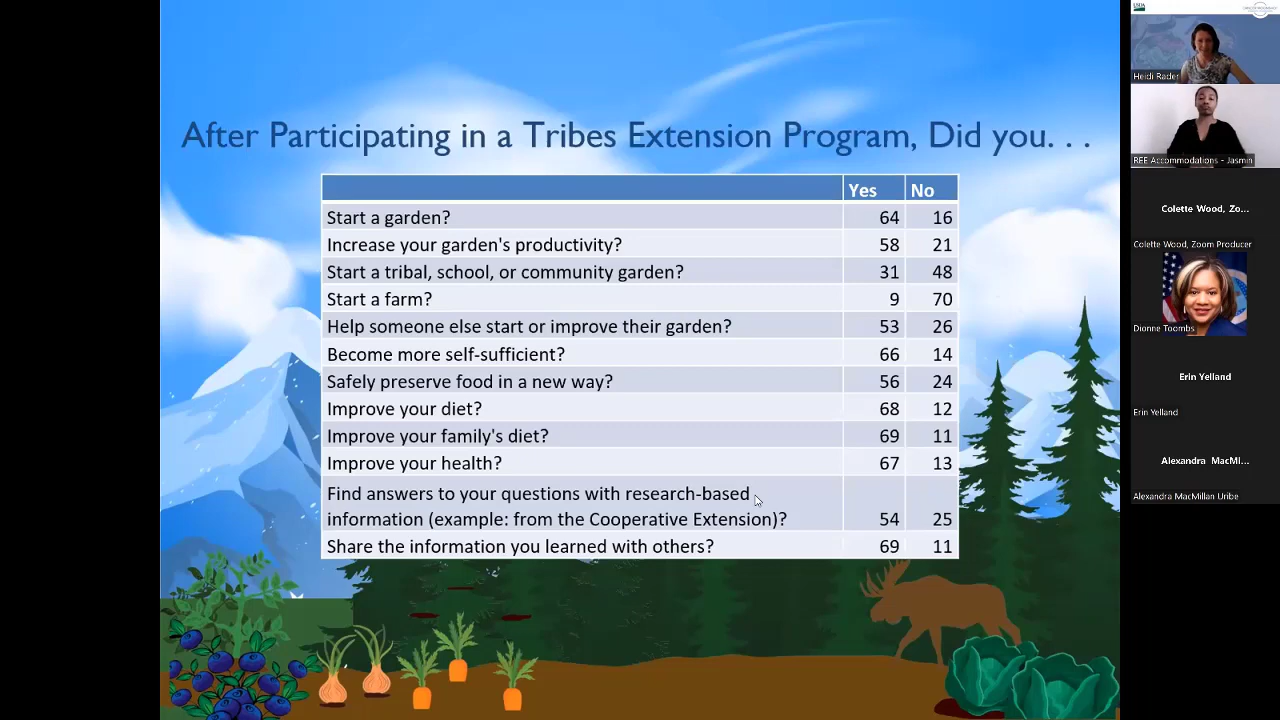 After Participating in a Tribes Extension Program, Did you. . .
Yes No
Start a garden? 64 16
Increase your garden's productivity? 58 21
Start a tribal, school, or community garden? 31 48
Start a farm? 9 70
Help someone else start or improve their garden? 53 26
Become more self-sufficient? 66 14
Safely preserve food in a new way? 56 24
Improve your diet? 68 12
Improve your family's diet? 69 11
Improve your health? 67 13
Find answers to your questions with research-based
information (example: from the Cooperative Extension)? 54 25
Share the information you learned with others? 69 11
USDA
Heidi Rader
REE Accommodations - Jasmin
Colette Wood, Zo...
Colette Wood, Zoom Producer
Dionne Toombs
Erin Yelland
Erin Yelland
Alexandra MacMi...
Alexandra MacMillan Uribe